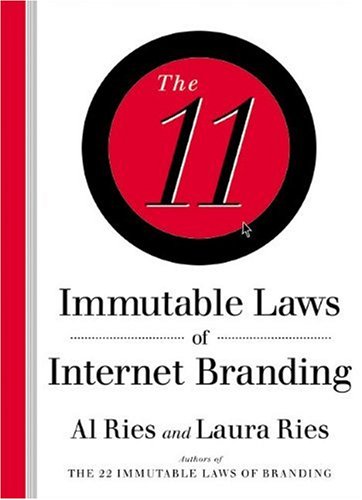 The
11
Immutable Laws
of
Internet Branding
Al Ries and Laura Ries
Authors of
THE 22 IMMUTABLE LAWS OF BRANDING